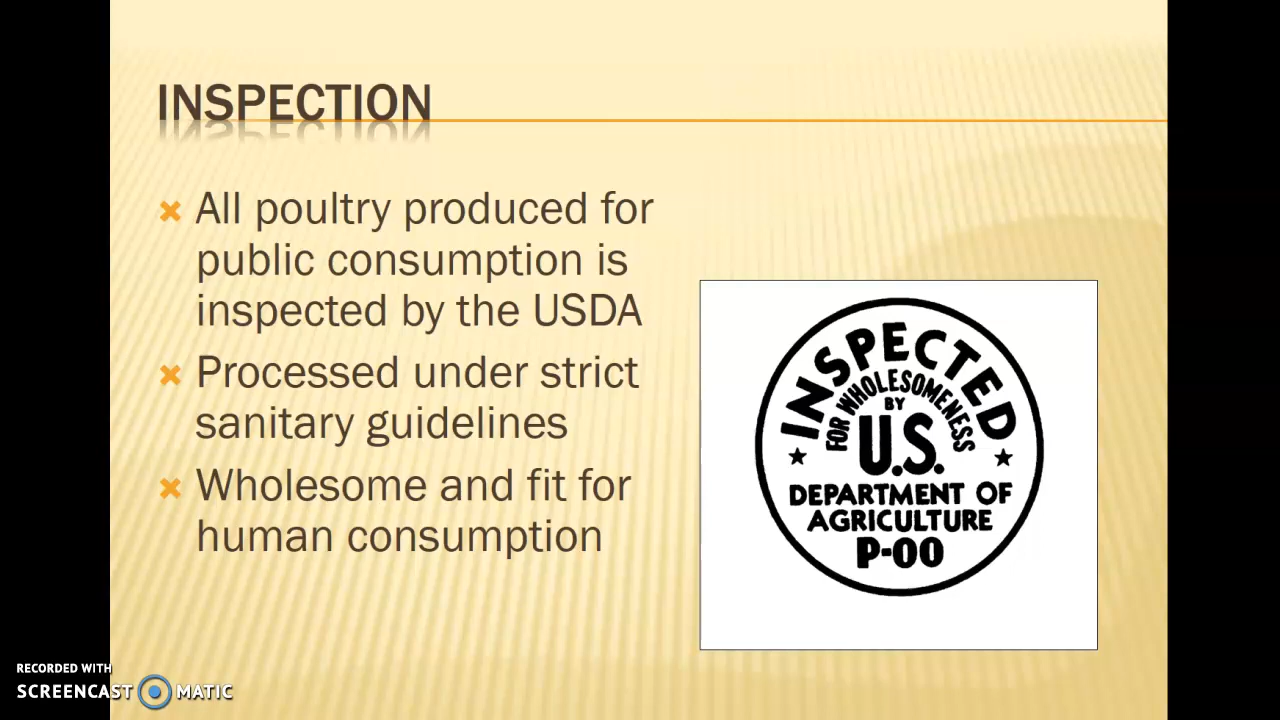 INSPECTION
All poultry produced for
public consumption is
inspected by the USDA
Processed under strict
sanitary guidelines
Wholesome and fit for
human consumption
INSPECTED
FOR WHOLESOMENESS
BY
U.S.
DEPARTMENT OF
AGRICULTURE
P-00
RECORDED WITH
SCREENCAST MATIC